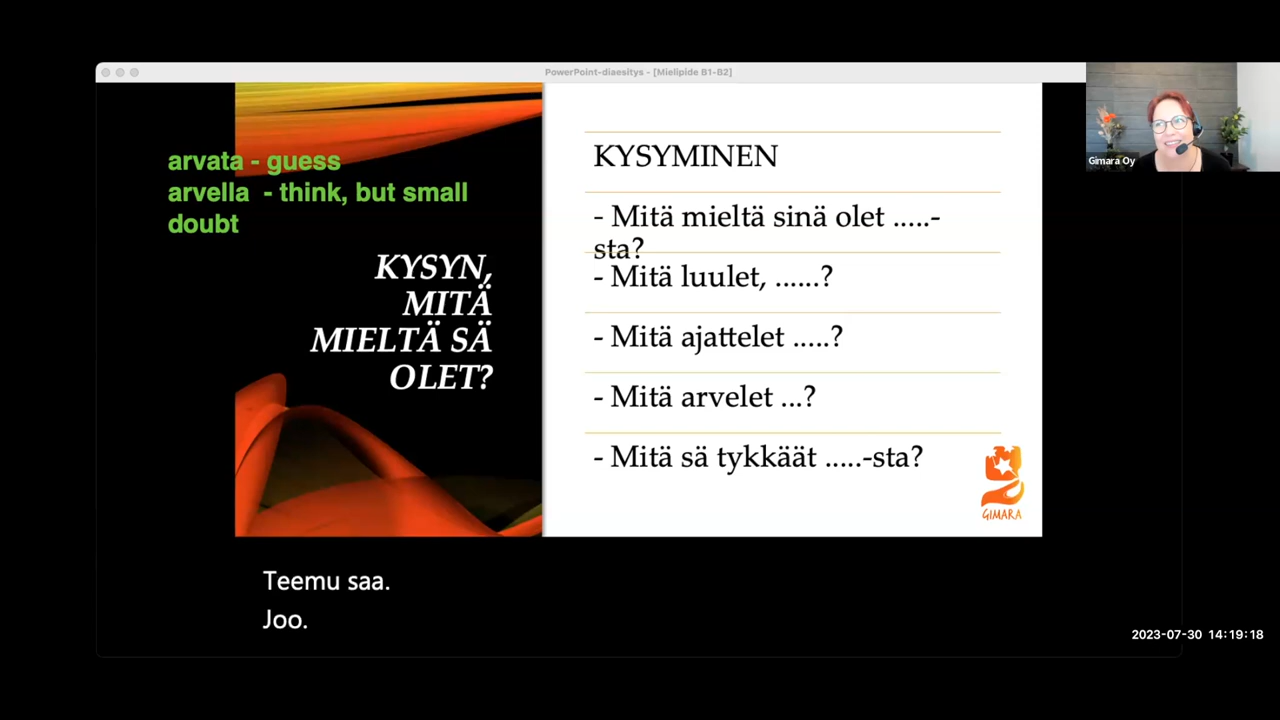 PowerPoint-diaesitys - [Mielipide B1-B2]
arvata - guess
arvella - think, but small
doubt
KYSYN,
MITÄ
MIELTÄ SÄ
OLET?
KYSYMINEN
- Mitä mieltä sinä olet .....-
sta?
- Mitä luulet, ......?
- Mitä ajattelet .....?
- Mitä arvelet ...?
- Mitä sä tykkäät .....-sta?
GIMARA
Gimara Oy
Teemu saa.
Joo.
2023-07-30 14:19:18